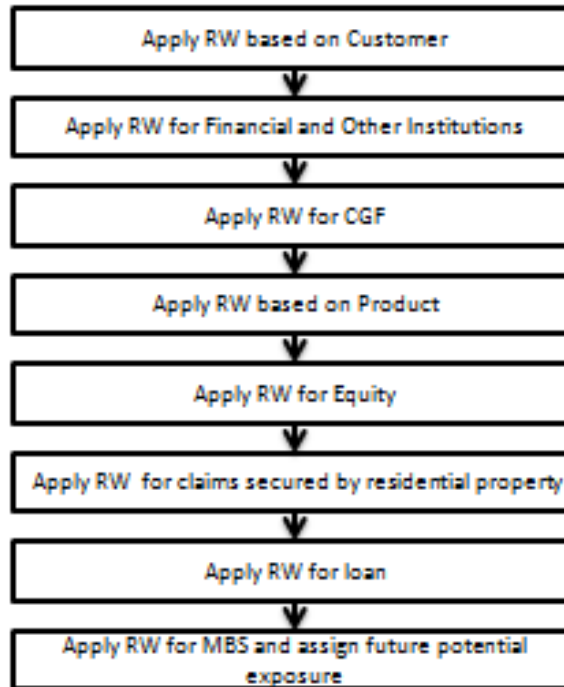 Apply RW based on Customer
Apply RW for Financial and Other Institutions
Apply RW for CGF
Apply RW based on Product
Apply RW for Equity
Apply RW  for claims secured by residential property
Apply RW for loan
Apply RW for MBS and assign future potential
exposure